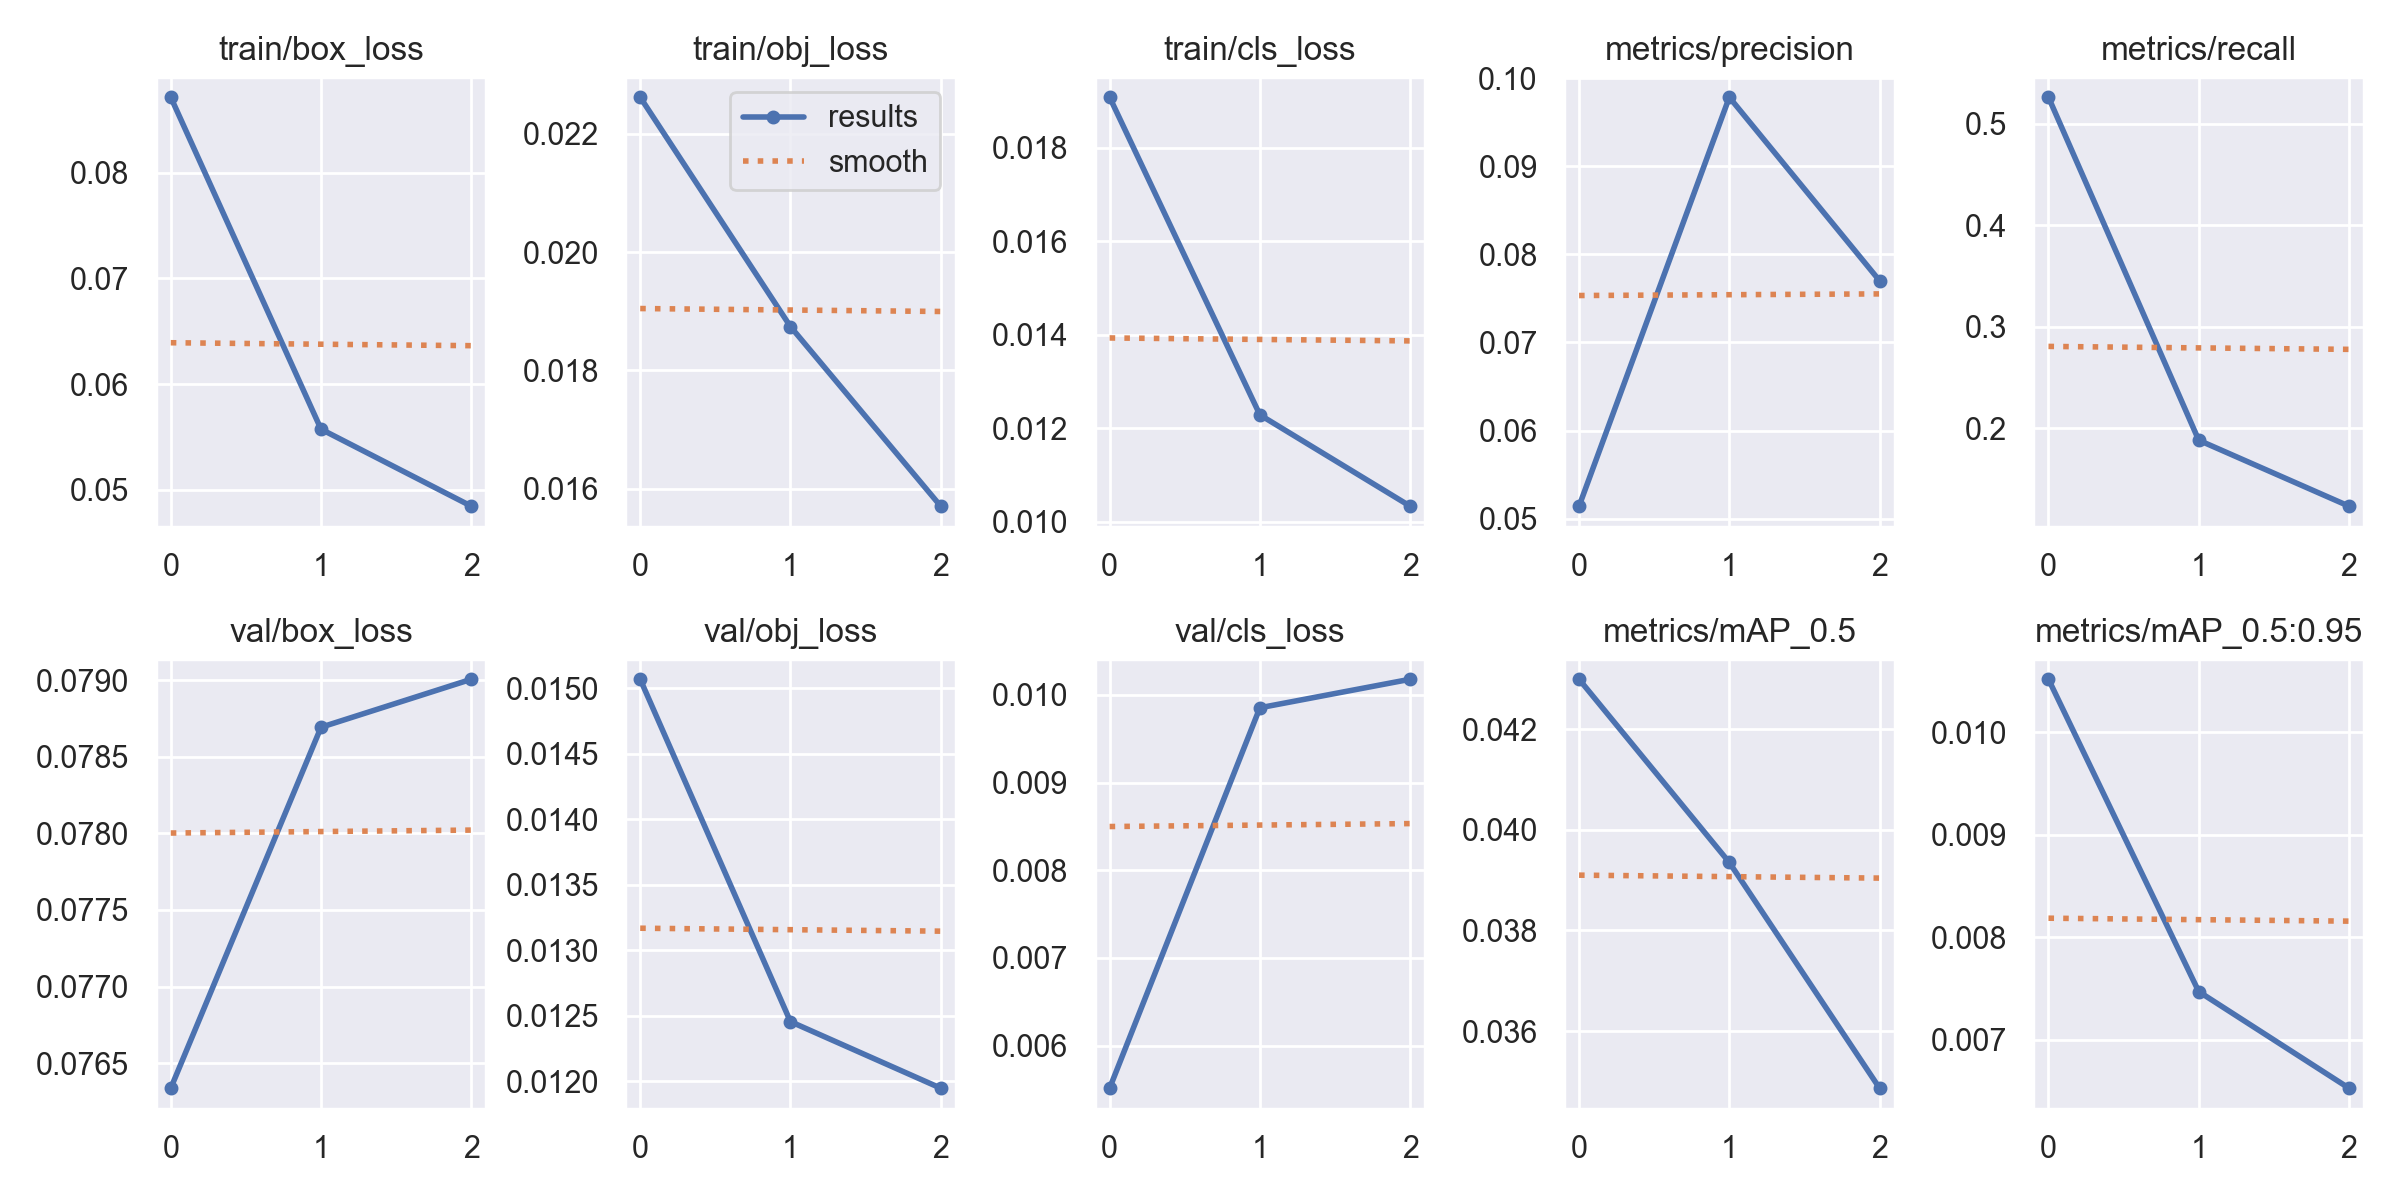 train/box_loss
0.08
0.07
0.06
0.05
0 1 2
train/obj_loss
results
smooth
0.022
0.020
0.018
0.016
0 1 2
train/cls_loss
0.018
0.016
0.014
0.012
0.010
0 1 2
metrics/precision
0.10
0.09
0.08
0.07
0.06
0.05
0 1 2
metrics/recall
0.5
0.4
0.3
0.2
0 1 2
val/box_loss
0.0790
0.0785
0.0780
0.0775
0.0770
0.0765
0 1 2
val/obj_loss
0.0150
0.0145
0.0140
0.0135
0.0130
0.0125
0.0120
0 1 2
val/cls_loss
0.010
0.009
0.008
0.007
0.006
0 1 2
metrics/mAP_0.5
0.042
0.040
0.038
0.036
0 1 2
metrics/mAP_0.5:0.95
0.010
0.009
0.008
0.007
0 1 2